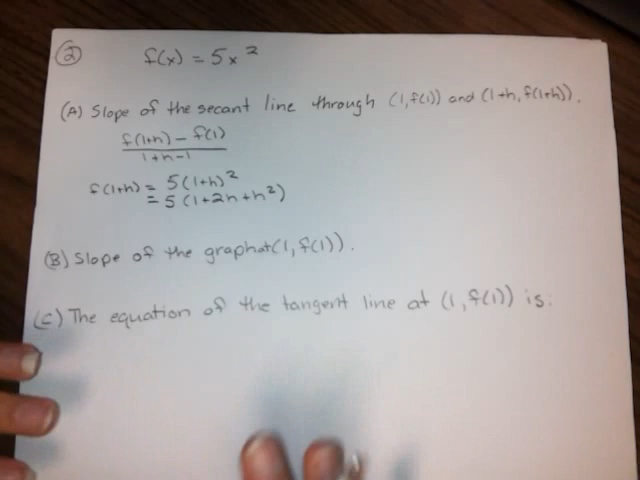 ② f(x) = 5x²
(A) Slope of the secant line through (1, f(1)) and (1+h, f(1+h)).
f(1+h) - f(1)
1+h-1
f(1+h) = 5(1+h)²
= 5(1+2h+h²)
(B) Slope of the graph at (1, f(1)).
(C) The equation of the tangent line at (1, f(1)) is: